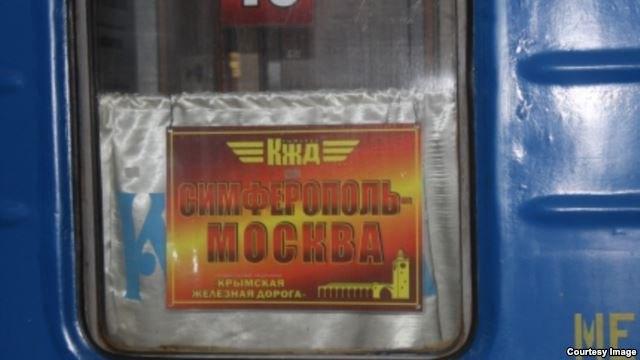 КЖД
СИМФЕРОПОЛЬ-
МОСКВА
КРЫМСКАЯ
ЖЕЛЕЗНАЯ ДОРОГА
Courtesy Image